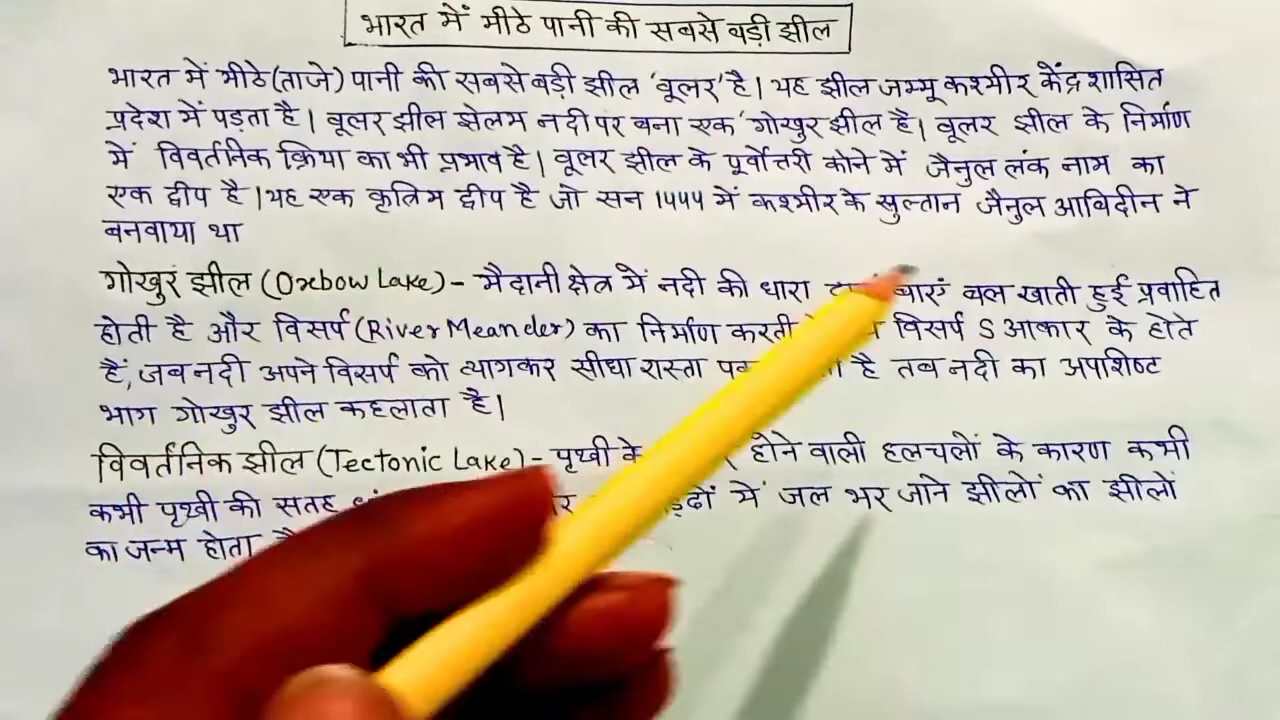 भारत में मीठे पानी की सबसे बड़ी झील
भारत में मीठे(ताजे) पानी की सबसे बड़ी झील 'वूलर' है। यह झील जम्मू कश्मीर केंद्र शासित
प्रदेश में पड़ता है। वूलर झील झेलम नदी पर बना एक 'गोखुर झील है। वूलर झील के निर्माण
में विवर्तनिक क्रिया का भी प्रभाव है। वूलर झील के पूर्वोत्तरी कोने में जैनुल लंक नाम का
एक द्वीप है। यह एक कृत्रिम द्वीप है जो सन 1444 में कश्मीर के सुल्तान जैनुल आबिदीन ने
बनवाया था
गोखुर झील (Oxbow Lake) - मैदानी क्षेत्र में नदी की धारा बल खाती हुई प्रवाहित
होती है और विसर्प (River Meander) का निर्माण करती विसर्प S आकार के होते
हैं, जब नदी अपने विसर्प को त्यागकर सीधा रास्ता है तब नदी का अपशिष्ट
भाग गोखुर झील कहलाता है।
विवर्तनिक झील (Tectonic Lake) - पृथ्वी के होने वाली हलचलों के कारण कभी
कभी पृथ्वी की सतह में जल भर जाने झीलों का झीलों
का जन्म होता